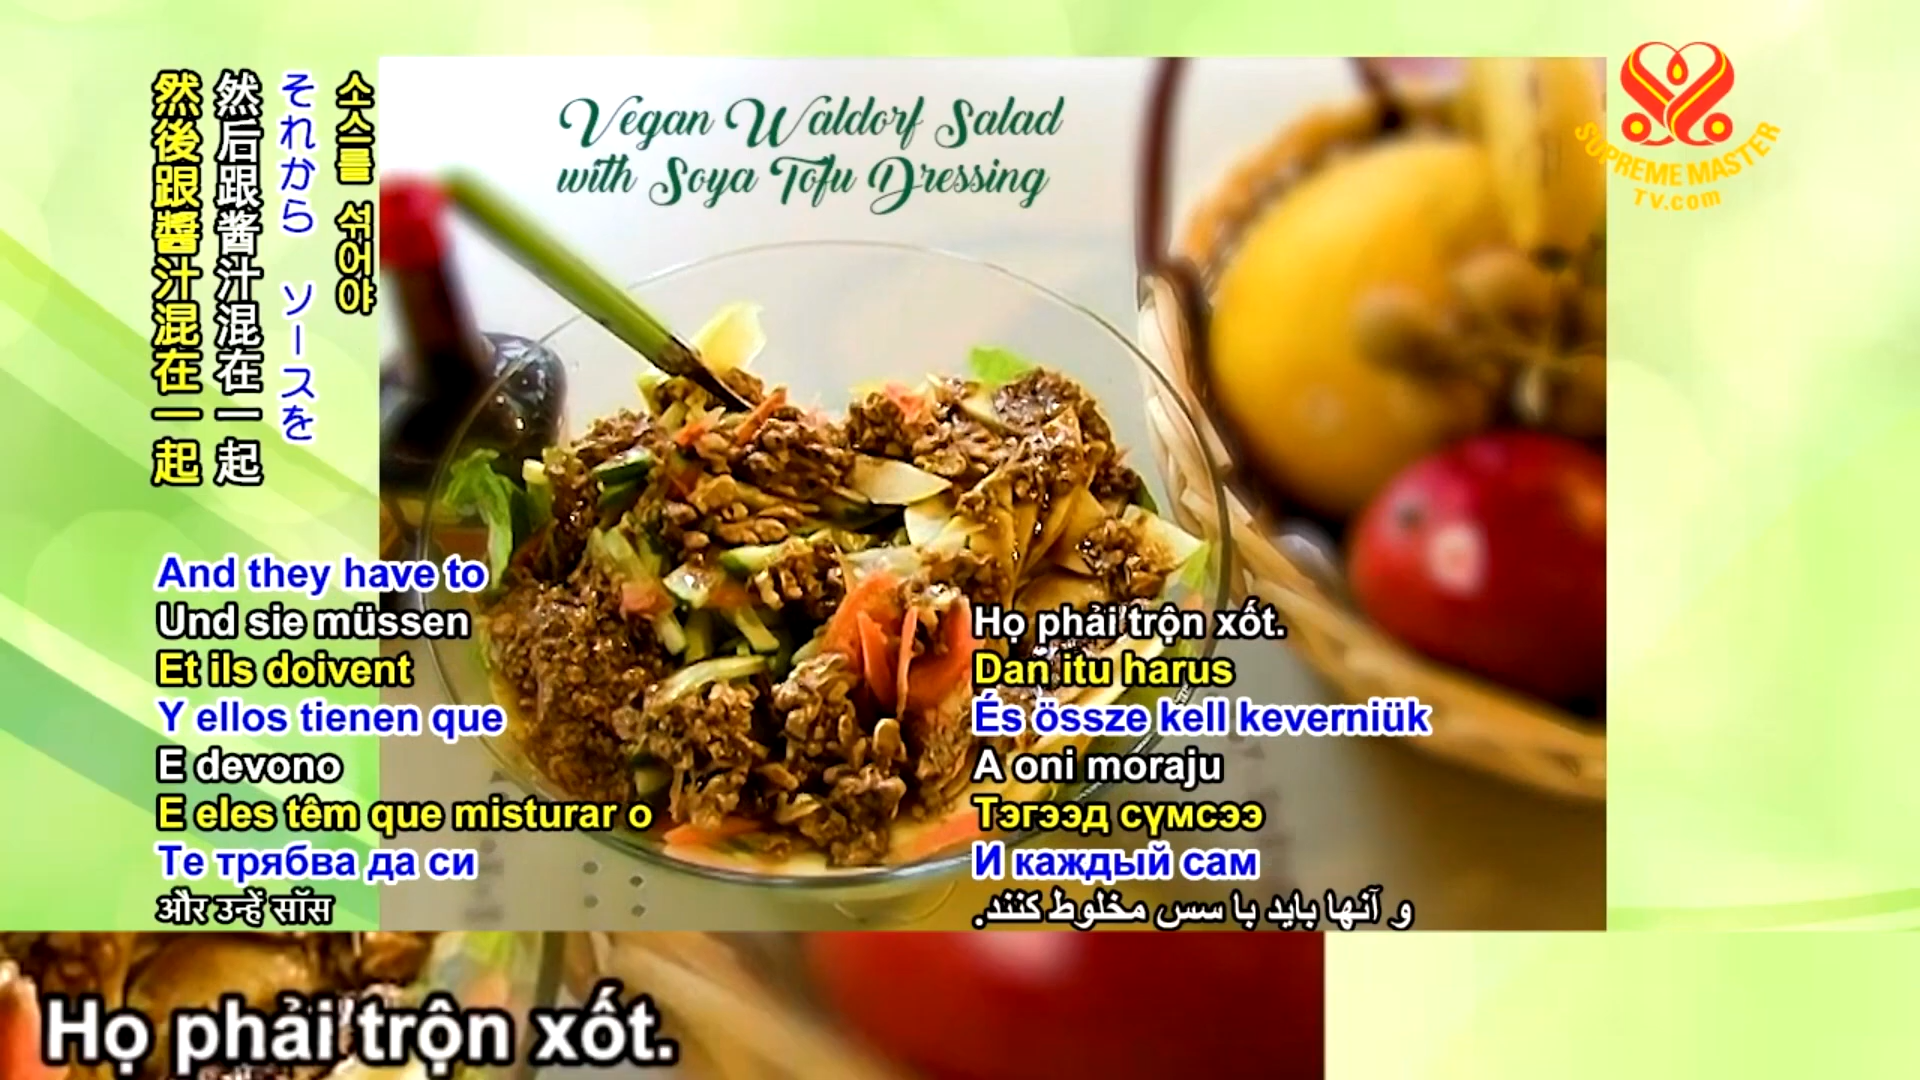 Vegan Waldorf Salad
with Soya Tofu Dressing
SUPREME MASTER
TV.com
소스를 섞어야
それから ソースを
然后跟酱汁混在一起
然後跟醬汁混在一起
And they have to
Und sie müssen
Et ils doivent
Y ellos tienen que
E devono
E eles têm que misturar o
Те трябва да си
और उन्हें सॉस
Họ phải trộn xốt.
Dan itu harus
És össze kell keverniük
A oni moraju
Тэгээд сүмсээ
И каждый сам
و آنها باید با سس مخلوط کنند.
Họ phải trộn xốt.